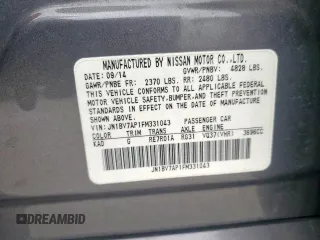 MANUFACTURED BY NISSAN MOTOR CO.,LTD.
DATE: 09/14 GVWR/PNBV: 4828 LBS.
GAWR/PNBE FR: 2370 LBS. RR: 2480 LBS.
THIS VEHICLE CONFORMS TO ALL APPLICABLE FEDERAL
MOTOR VEHICLE SAFETY,BUMPER,AND THEFT
PREVENTION STANDARDS IN EFFECT ON THE DATE OF MANUFACTURE
SHOWN ABOVE.
VIN:JN1BV7AP1FM331043 PASSENGER CAR
COLOR TRIM TRANS AXLE ENGINE
KAD G RE7R01A RG31 VQ37(VHR) 3696CC
JN1BV7AP1FM331043
DREAMBID